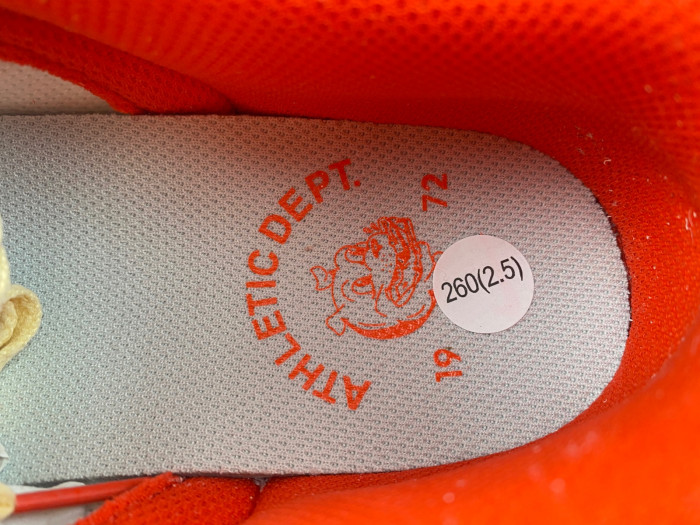 ATHLETIC DEPT.
19 72
260(2.5)